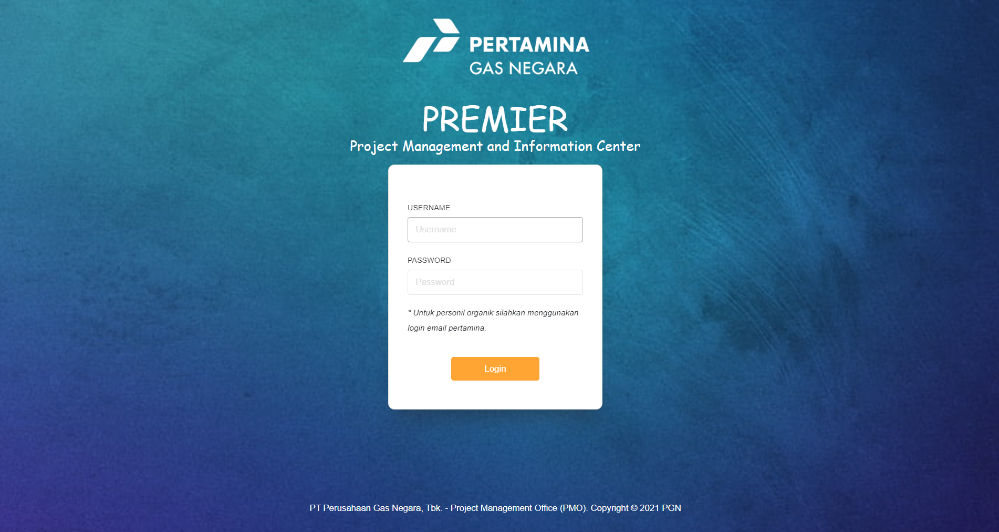 PERTAMINA
GAS NEGARA
PREMIER
Project Management and Information Center
USERNAME
Username
PASSWORD
Password
* Untuk personil organik silahkan menggunakan
login email pertamina.
Login
PT Perusahaan Gas Negara, Tbk. - Project Management Office (PMO). Copyright © 2021 PGN